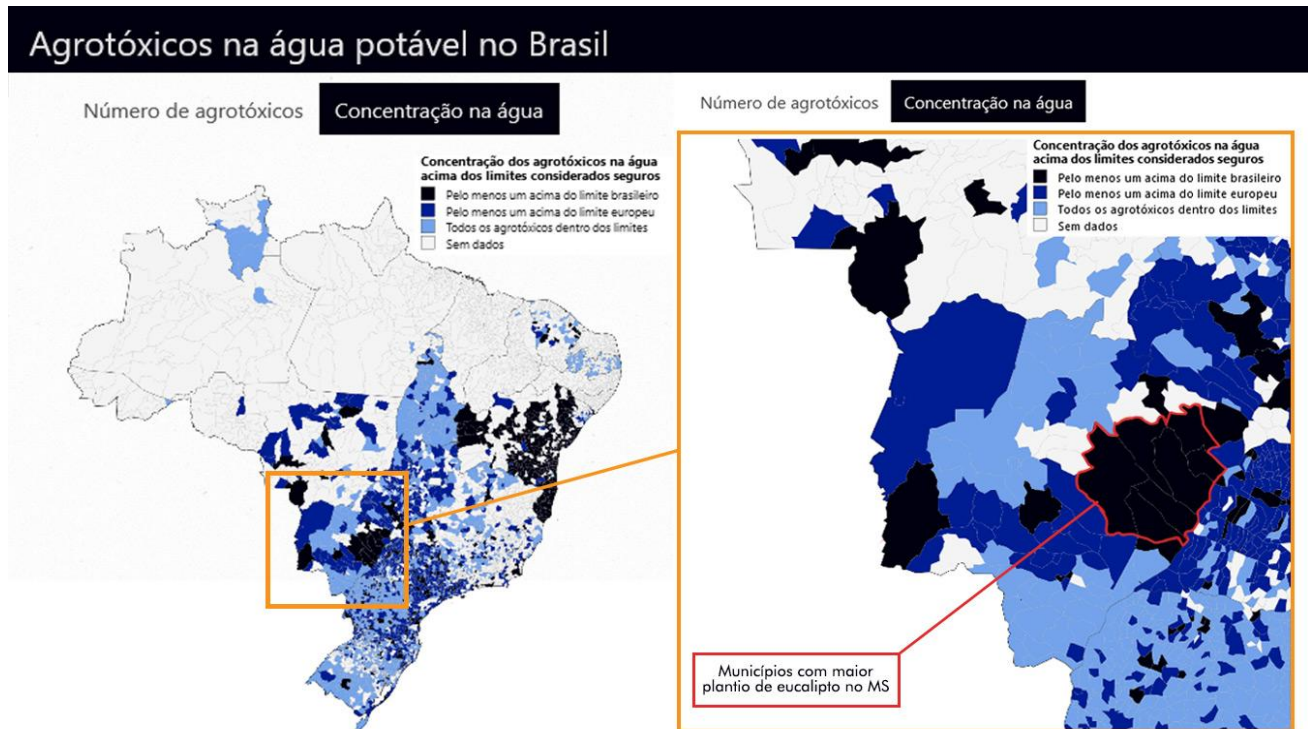 Agrotóxicos na água potável no Brasil
Número de agrotóxicos
Concentração na água
Concentração dos agrotóxicos na água
acima dos limites considerados seguros
Pelo menos um acima do limite brasileiro
Pelo menos um acima do limite europeu
Todos os agrotóxicos dentro dos limites
Sem dados
Número de agrotóxicos
Concentração na água
Concentração dos agrotóxicos na água
acima dos limites considerados seguros
Pelo menos um acima do limite brasileiro
Pelo menos um acima do limite europeu
Todos os agrotóxicos dentro dos limites
Sem dados
Municípios com maior
plantio de eucalipto no MS